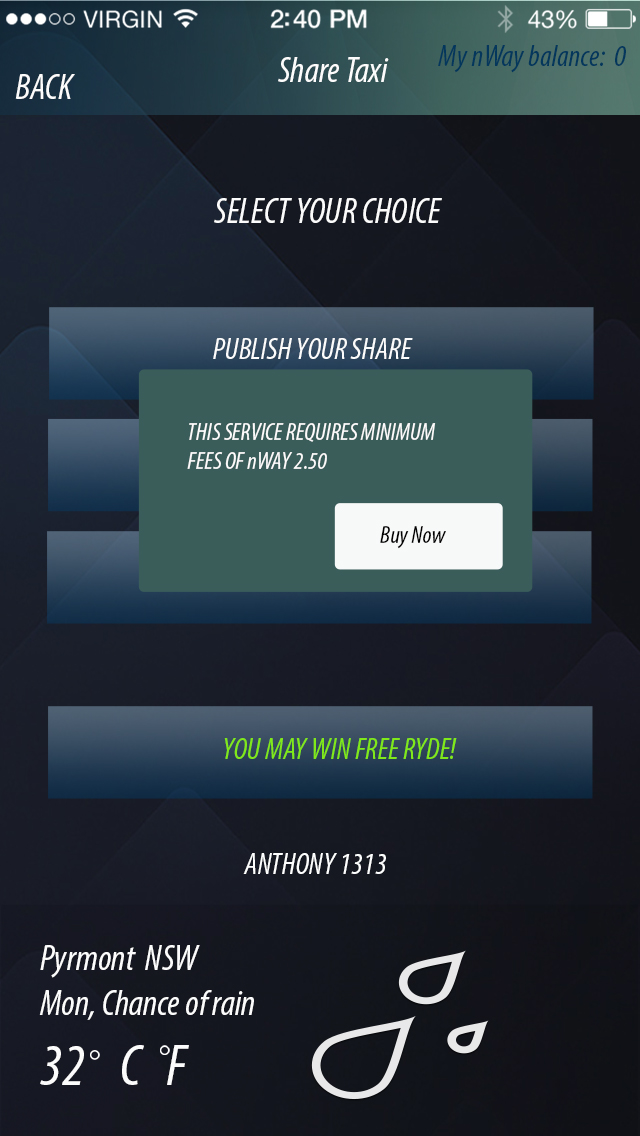 VIRGIN 2:40 PM 43%
My nWay balance: 0
BACK Share Taxi
SELECT YOUR CHOICE
PUBLISH YOUR SHARE
THIS SERVICE REQUIRES MINIMUM
FEES OF nWAY 2.50
Buy Now
YOU MAY WIN FREE RYDE!
ANTHONY 1313
Pyrmont NSW
Mon, Chance of rain
32° C °F